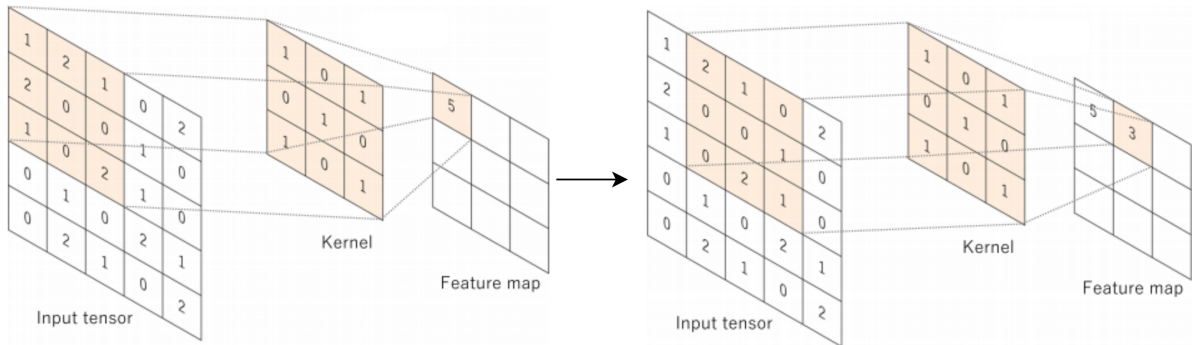 1 2 1 0 2
2 0 0 1 0
1 0 2 1 0
0 1 0 2 1
0 2 1 0 2
Input tensor
1 0 1
0 1 0
1 0 1
Kernel
5
Feature map
1 2 1 0 2
2 0 0 1 0
1 0 2 1 0
0 1 0 2 1
0 2 1 0 2
Input tensor
1 0 1
0 1 0
1 0 1
Kernel
5 3
Feature map